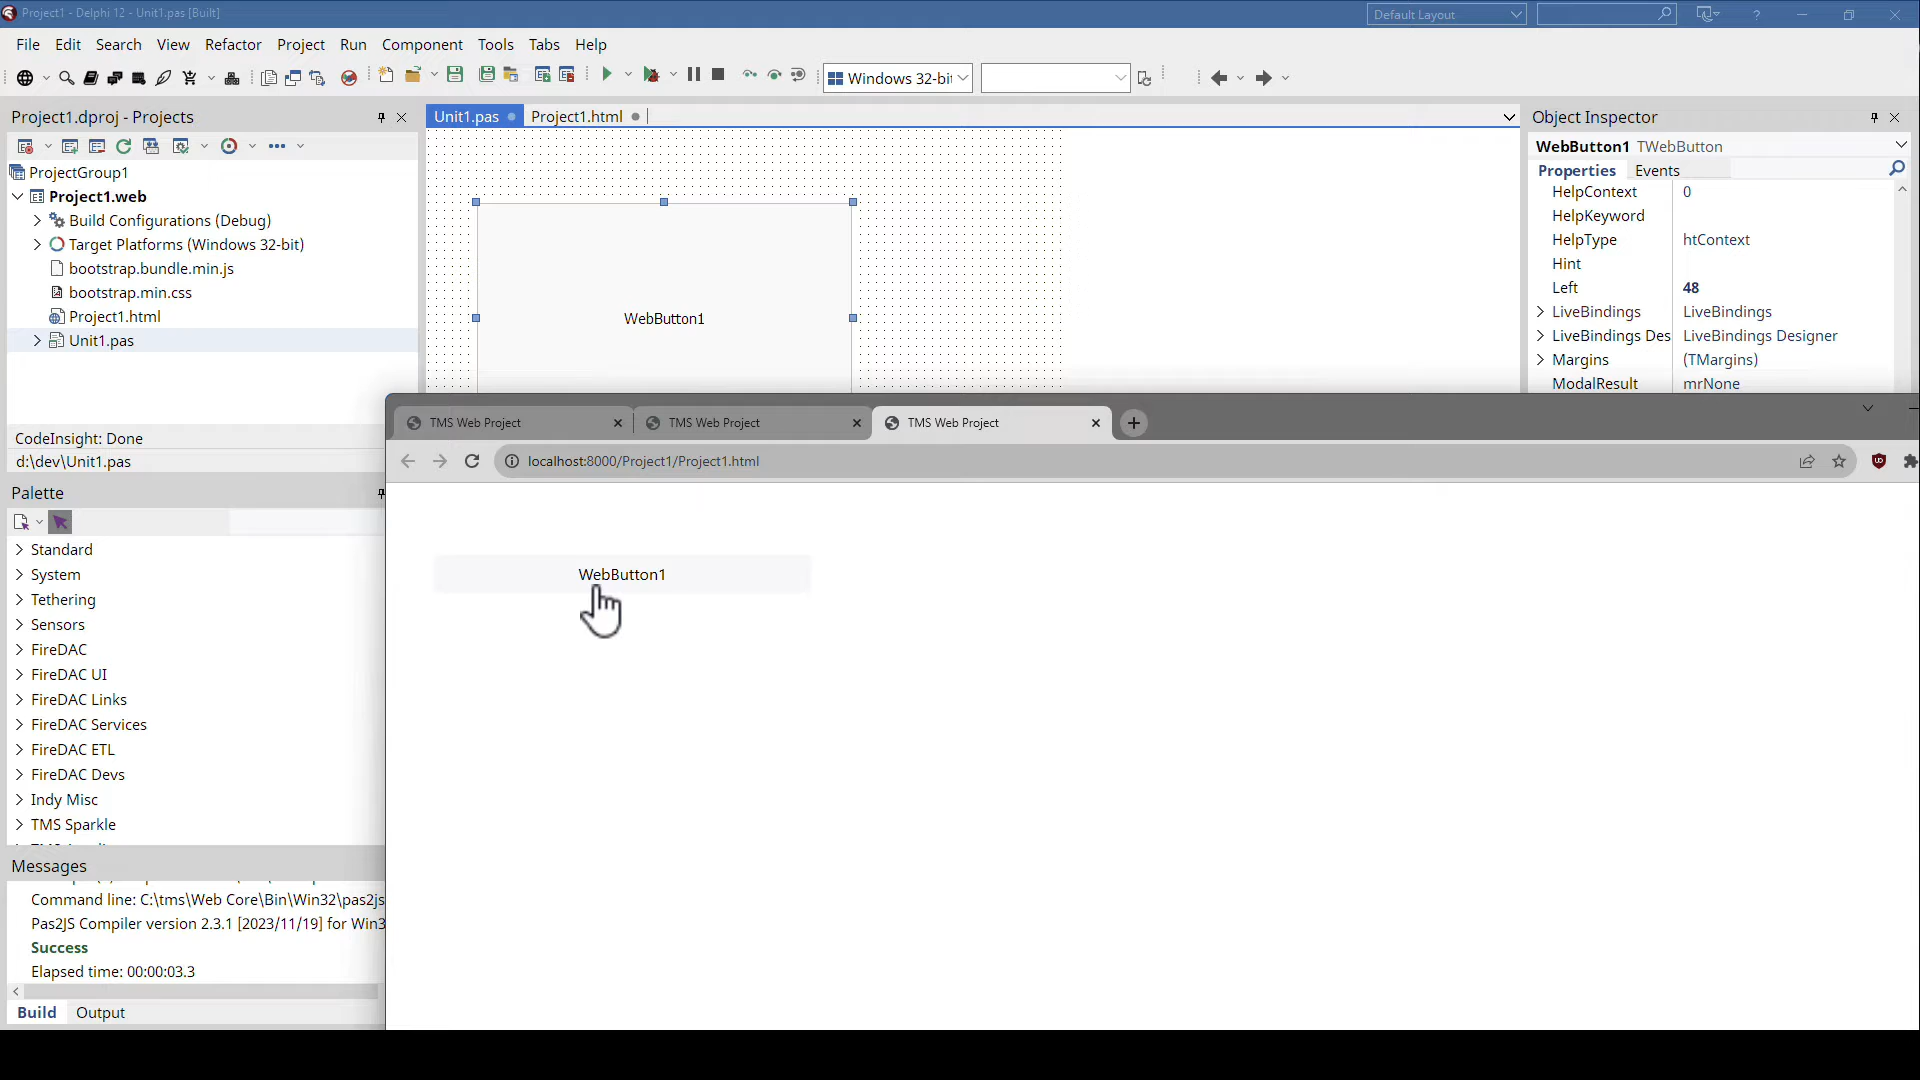 Project1 - Delphi 12 - Unit1.pas [Built]
Default Layout
File Edit Search View Refactor Project Run Component Tools Tabs Help
Windows 32-bit
Project1.dproj - Projects
ProjectGroup1
Project1.web
Build Configurations (Debug)
Target Platforms (Windows 32-bit)
bootstrap.bundle.min.js
bootstrap.min.css
Project1.html
Unit1.pas
CodeInsight: Done
d:\dev\Unit1.pas
Unit1.pas Project1.html
WebButton1
Object Inspector
WebButton1 TWebButton
Properties Events
HelpContext 0
HelpKeyword
HelpType htContext
Hint
Left 48
LiveBindings LiveBindings
LiveBindings Des LiveBindings Designer
Margins (TMargins)
ModalResult mrNone
Palette
Standard
System
Tethering
Sensors
FireDAC
FireDAC UI
FireDAC Links
FireDAC Services
FireDAC ETL
FireDAC Devs
Indy Misc
TMS Sparkle
Messages
Command line: C:\tms\Web Core\Bin\Win32\pas2js
Pas2JS Compiler version 2.3.1 [2023/11/19] for Win3
Success
Elapsed time: 00:00:03.3
Build Output
TMS Web Project TMS Web Project TMS Web Project
localhost:8000/Project1/Project1.html
WebButton1